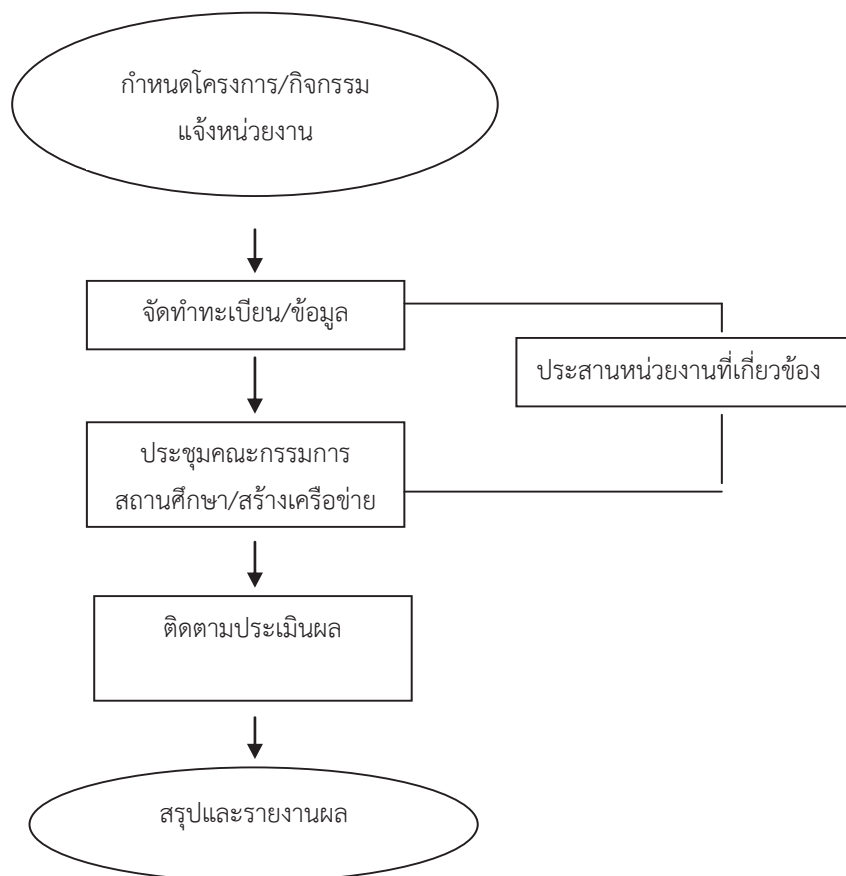 กำหนดโครงการ/กิจกรรม
แจ้งหน่วยงาน
จัดทำทะเบียน/ข้อมูล
ประสานหน่วยงานที่เกี่ยวข้อง
ประชุมคณะกรรมการ
สถานศึกษา/สร้างเครือข่าย
ติดตามประเมินผล
สรุปและรายงานผล